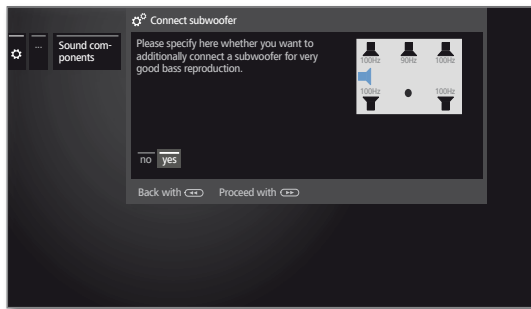 Connect subwoofer
...
Sound com-
ponents
Please specify here whether you want to
additionally connect a subwoofer for very
good bass reproduction.
100Hz 90Hz 100Hz
100Hz 100Hz
no yes
Back with Proceed with